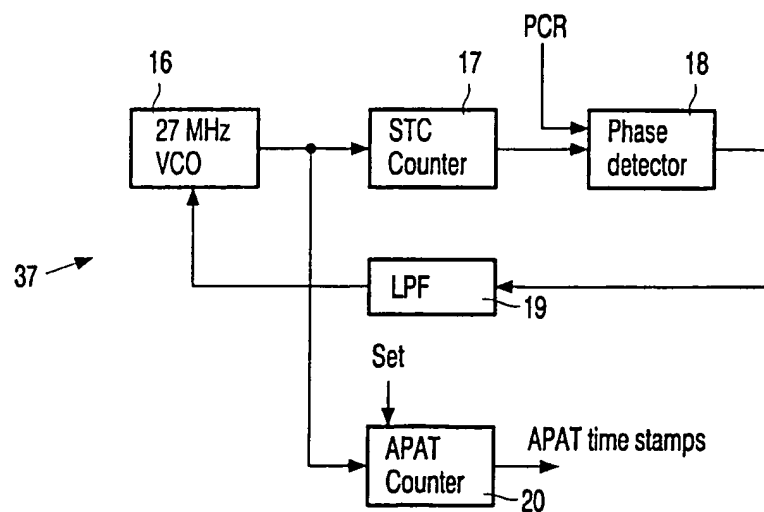 PCR
16
17
18
27 MHz
VCO
STC
Counter
Phase
detector
37
LPF
19
Set
APAT
Counter
APAT time stamps
20